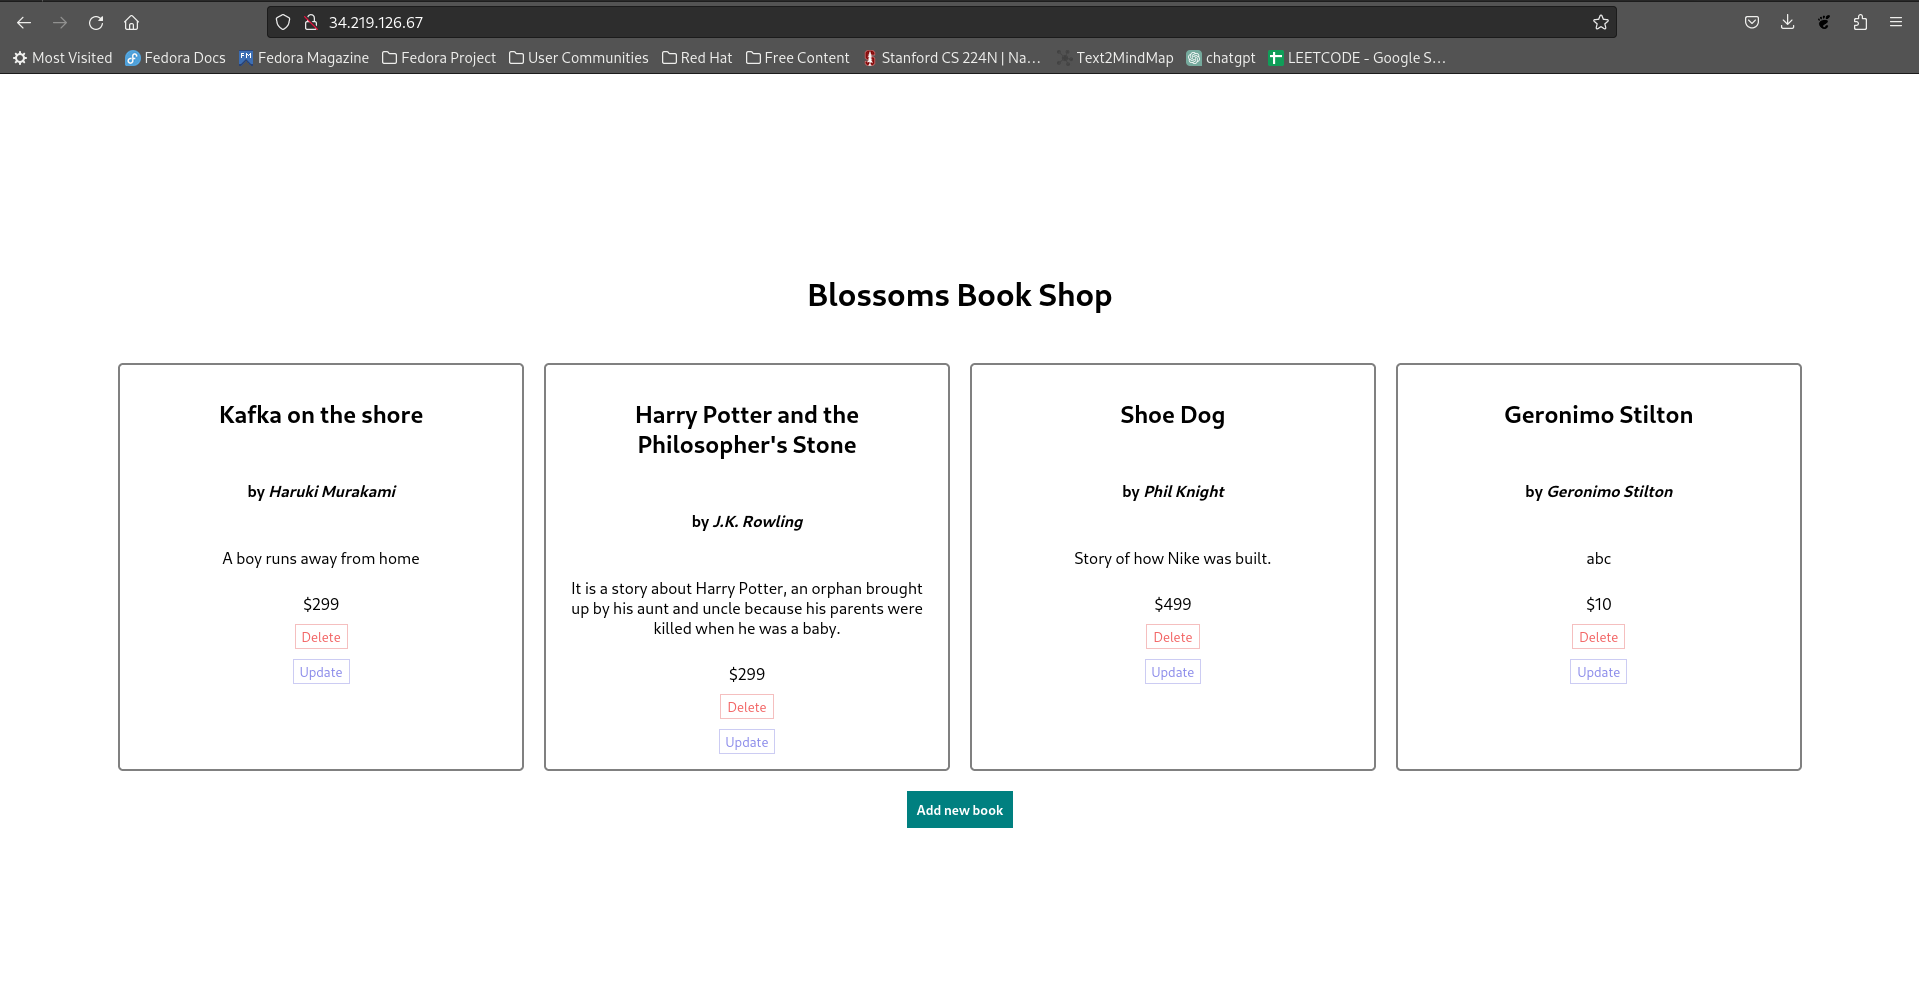 34.219.126.67
Most Visited Fedora Docs Fedora Magazine Fedora Project User Communities Red Hat Free Content Stanford CS 224N | Na… Text2MindMap chatgpt LEETCODE - Google S…
Blossoms Book Shop
Kafka on the shore
by Haruki Murakami
A boy runs away from home
$299
Delete
Update
Harry Potter and the
Philosopher's Stone
by J.K. Rowling
It is a story about Harry Potter, an orphan brought
up by his aunt and uncle because his parents were
killed when he was a baby.
$299
Delete
Update
Shoe Dog
by Phil Knight
Story of how Nike was built.
$499
Delete
Update
Geronimo Stilton
by Geronimo Stilton
abc
$10
Delete
Update
Add new book